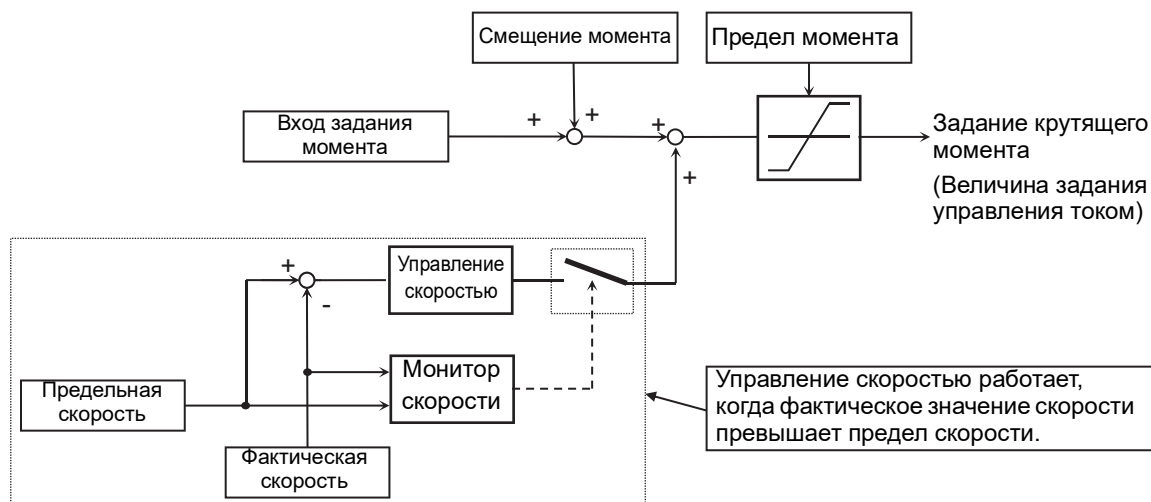 Смещение момента
Предел момента
+
+
+
Вход задания
момента
Задание крутящего
момента
(Величина задания
управления током)
+
+
Управление
скоростью
-
Монитор
скорости
Предельная
скорость
Управление скоростью работает,
когда фактическое значение скорости
превышает предел скорости.
Фактическая
скорость